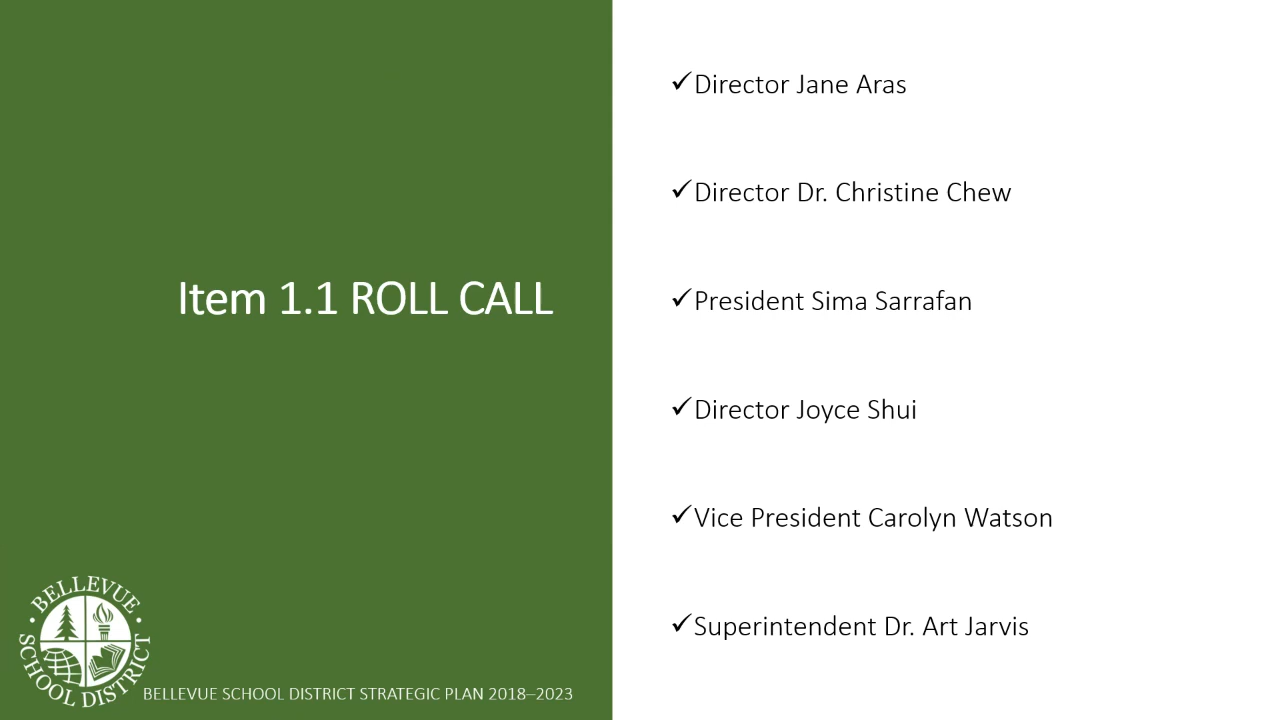 Item 1.1 ROLL CALL
✓Director Jane Aras
✓Director Dr. Christine Chew
✓President Sima Sarrafan
✓Director Joyce Shui
✓Vice President Carolyn Watson
✓Superintendent Dr. Art Jarvis
· BELLEVUE ·
SCHOOL DISTRICT
BELLEVUE SCHOOL DISTRICT STRATEGIC PLAN 2018–2023